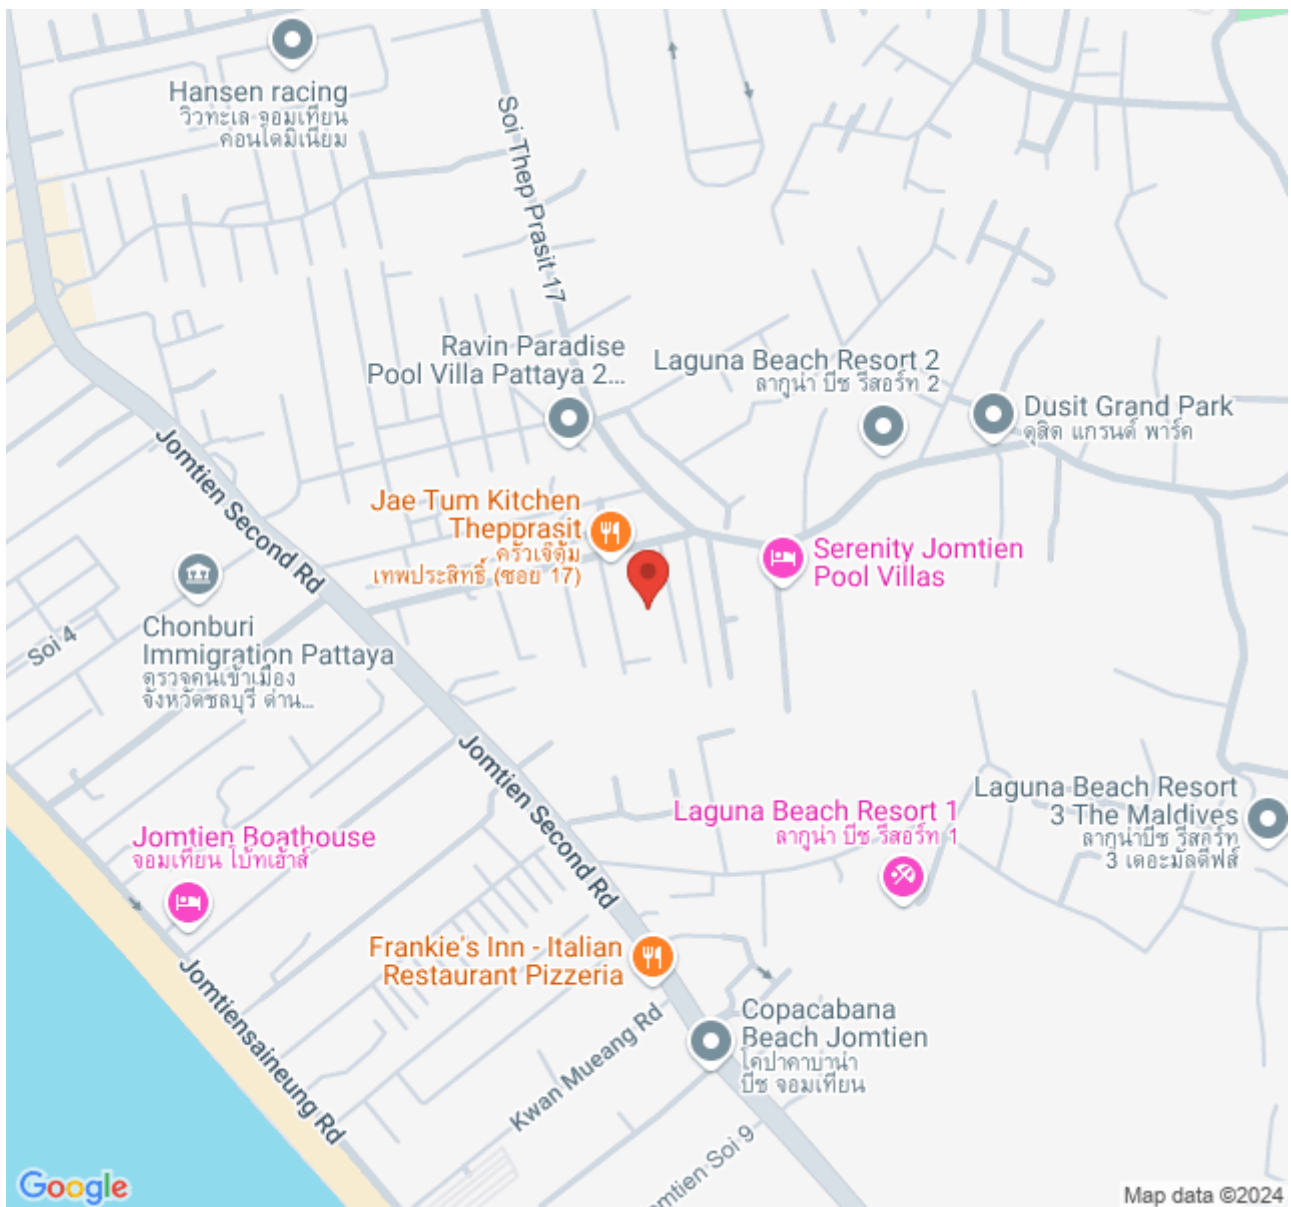 Hansen racing
วิวทะเล จอมเทียน
คอนโดมิเนียม
Soi Thep Prasit 17
Ravin Paradise
Pool Villa Pattaya 2...
Laguna Beach Resort 2
ลากูน่า บีช รีสอร์ท 2
Dusit Grand Park
ดุสิต แกรนด์ พาร์ค
Jomtien Second Rd
Jae Tum Kitchen
Thepprasit
ครัวเจ๊ตุ้ม
เทพประสิทธิ์ (ซอย 17)
Serenity Jomtien
Pool Villas
Soi 4
Chonburi
Immigration Pattaya
ตรวจคนเข้าเมือง
จังหวัดชลบุรี ด่าน...
Jomtien Second Rd
Laguna Beach Resort 1
ลากูน่า บีช รีสอร์ท 1
Laguna Beach Resort
3 The Maldives
ลากูน่าบีช รีสอร์ท
3 เดอะมัลดีฟส์
Jomtien Boathouse
จอมเทียน โบ๊ทเฮ้าส์
Frankie's Inn - Italian
Restaurant Pizzeria
Jomtiensaineung Rd
Kwan Mueang Rd
Copacabana
Beach Jomtien
โคปาคาบาน่า
บีช จอมเทียน
omtien Soi 9
Google
Map data ©2024